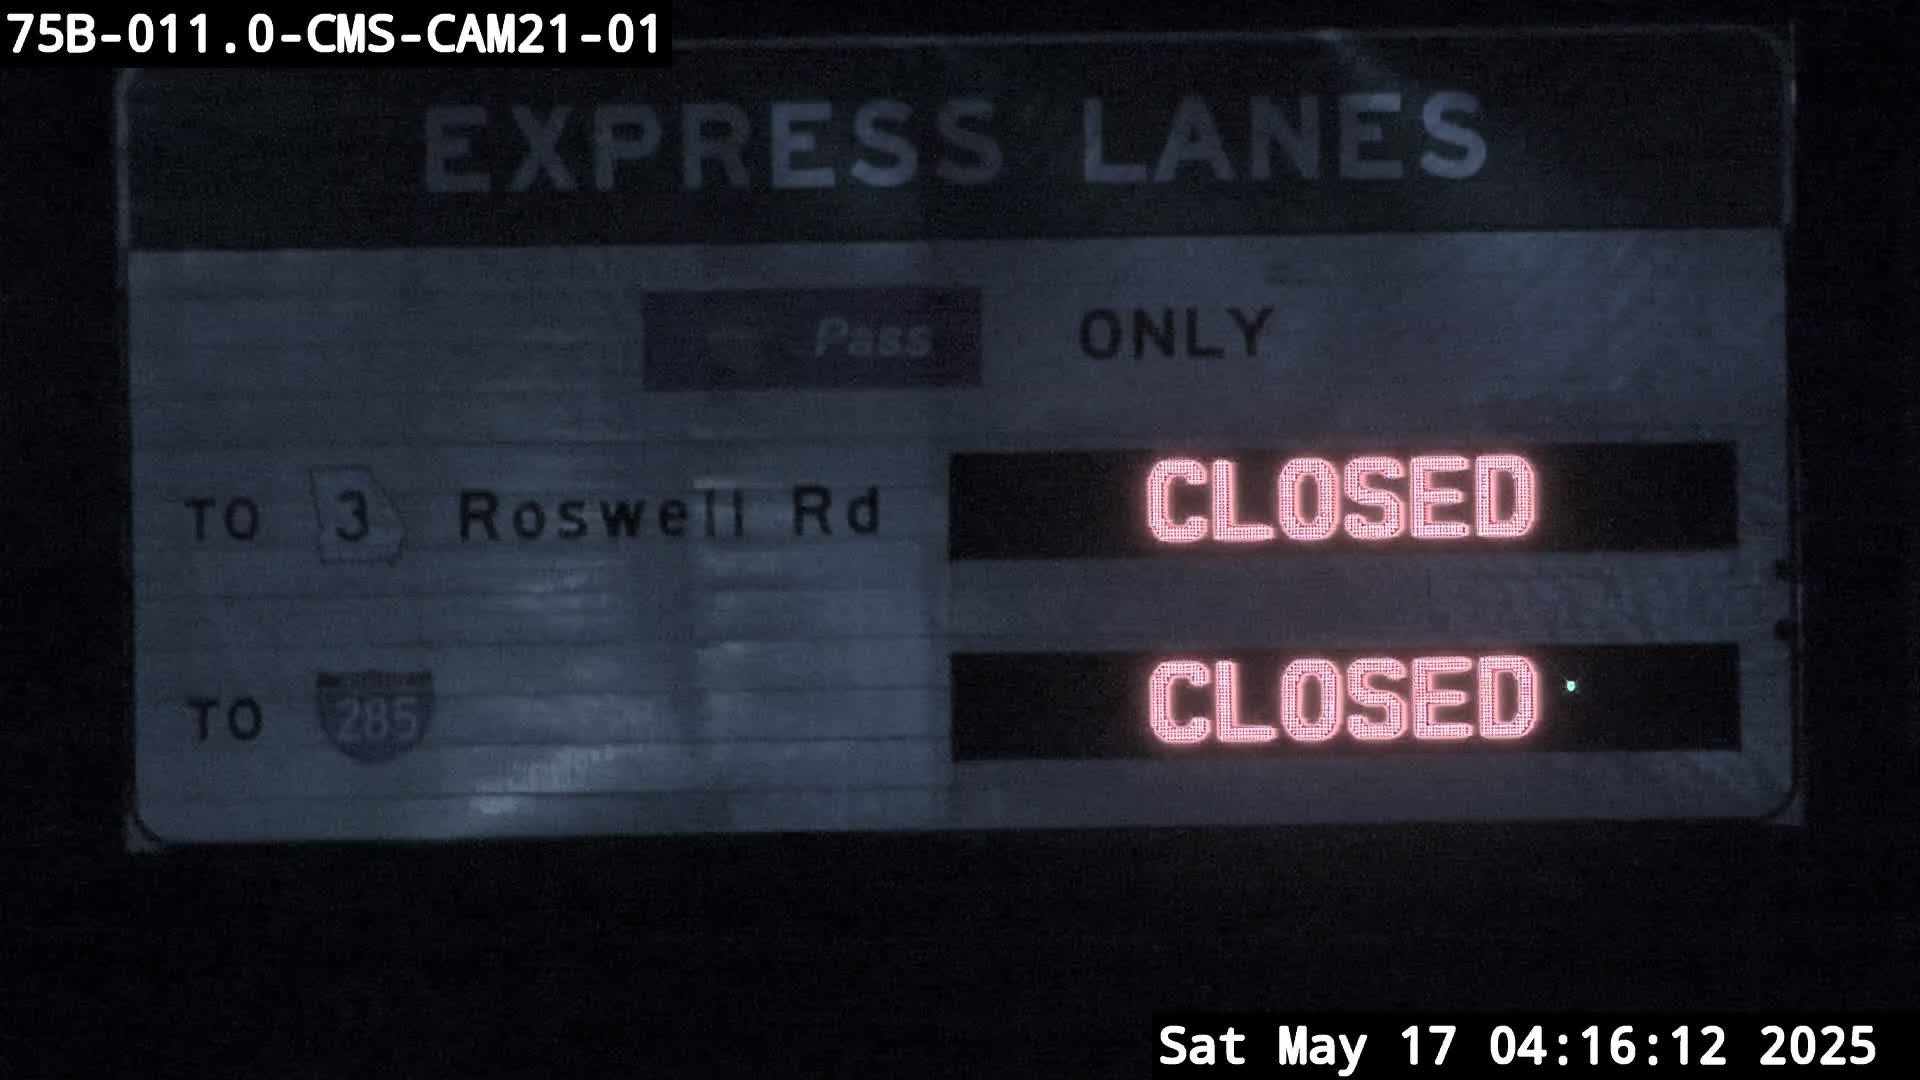 75B-011.0-CMS-CAM21-01
EXPRESS LANES
Pass ONLY
TO 3 Roswell Rd CLOSED
TO 285 CLOSED
Sat May 17 04:16:12 2025